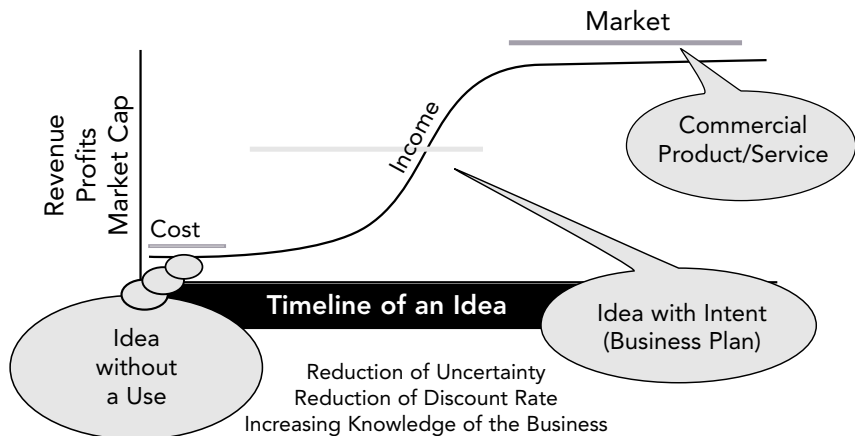 Market
Revenue
Profits
Market Cap
Commercial
Product/Service
Income
Cost
Timeline of an Idea
Idea with Intent
(Business Plan)
Idea
without
a Use
Reduction of Uncertainty
Reduction of Discount Rate
Increasing Knowledge of the Business